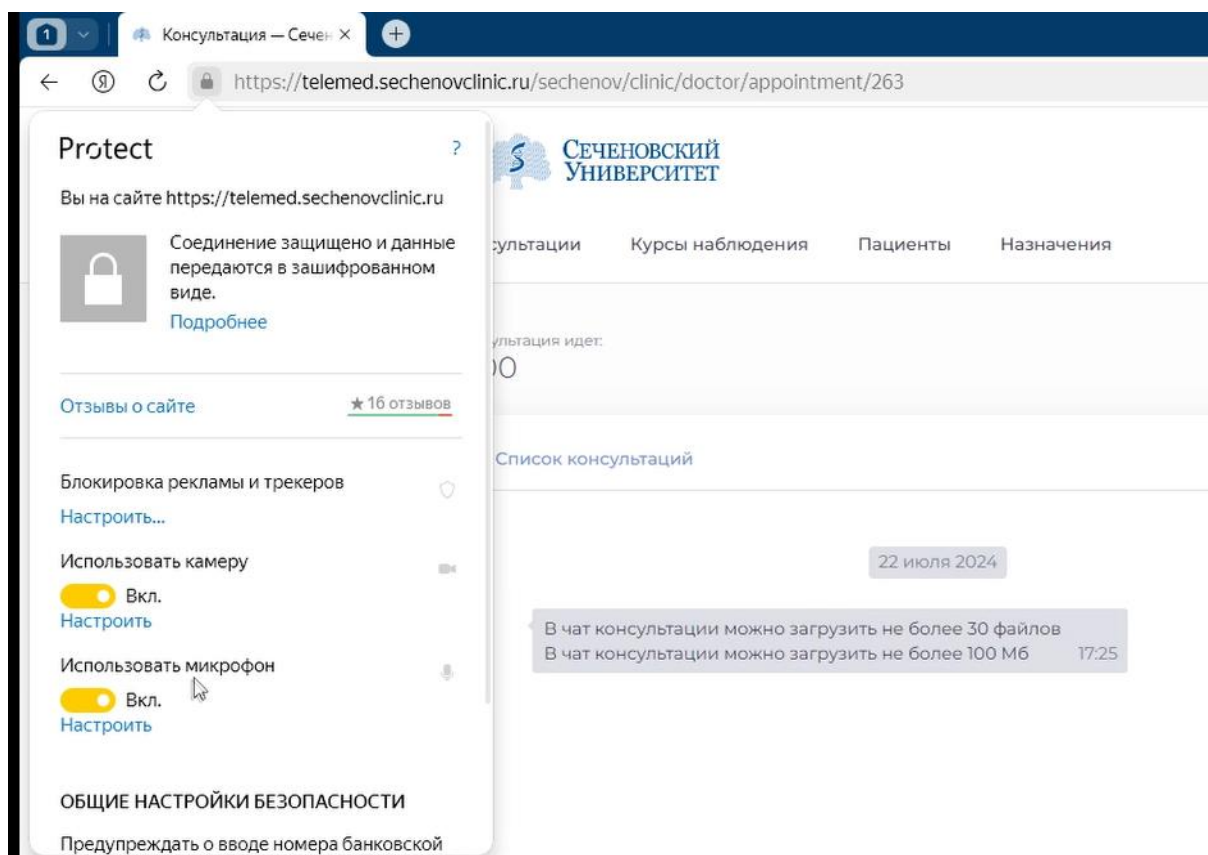 1
Консультация — Сечен
https://telemed.sechenovclinic.ru/sechenov/clinic/doctor/appointment/263
Protect
?
Вы на сайте https://telemed.sechenovclinic.ru
Соединение защищено и данные
передаются в зашифрованном
виде.
Подробнее
Отзывы о сайте
★ 16 отзывов
Блокировка рекламы и трекеров
Настроить...
Использовать камеру
Вкл.
Настроить
Использовать микрофон
Вкл.
Настроить
ОБЩИЕ НАСТРОЙКИ БЕЗОПАСНОСТИ
Предупреждать о вводе номера банковской
СЕЧЕНОВСКИЙ
УНИВЕРСИТЕТ
сультации Курсы наблюдения Пациенты Назначения
ультация идет:
00
Список консультаций
22 июля 2024
В чат консультации можно загрузить не более 30 файлов
В чат консультации можно загрузить не более 100 Мб 17:25